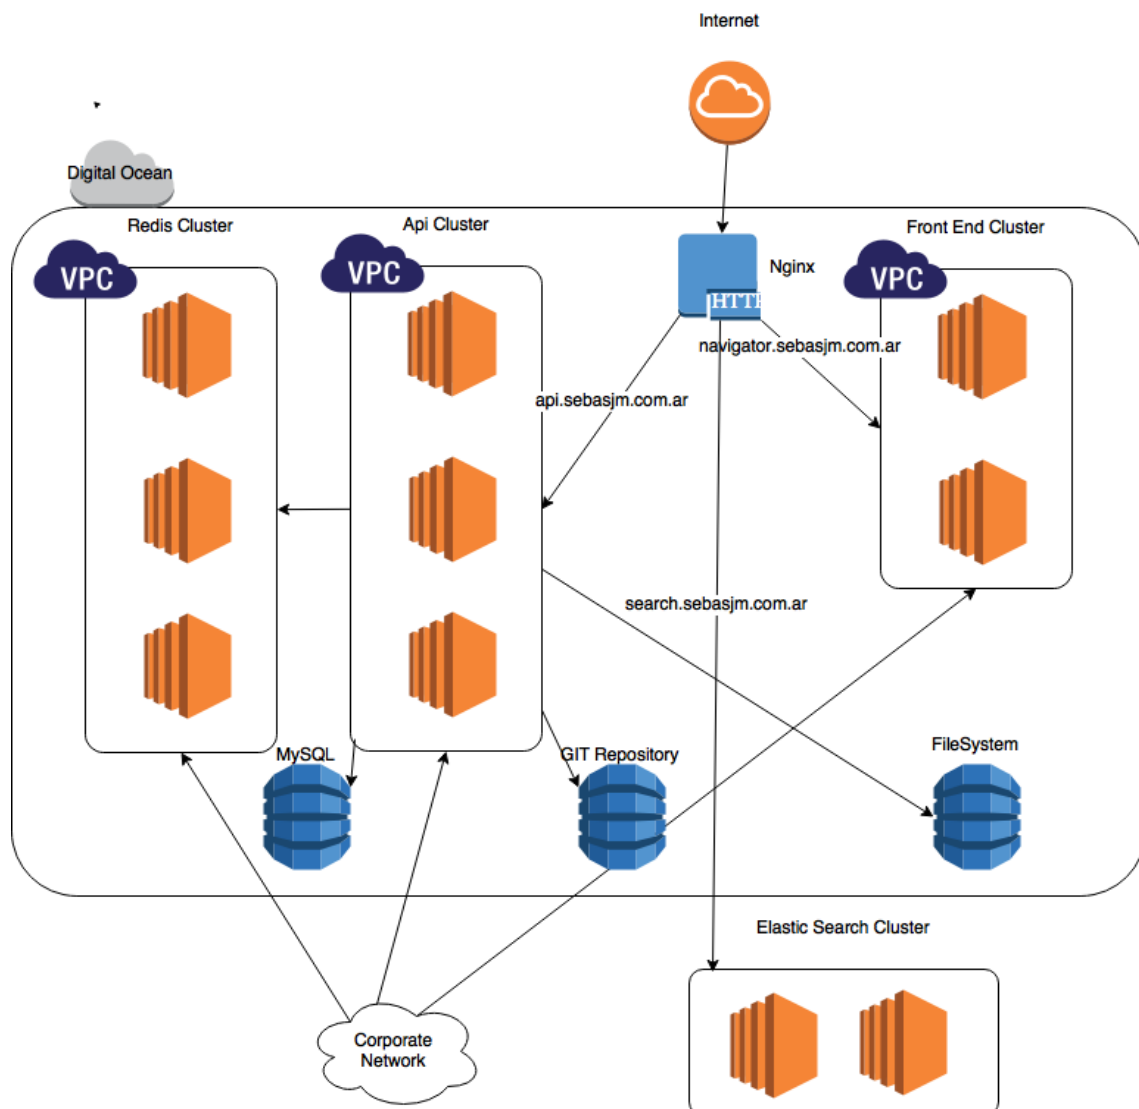 Internet
Digital Ocean
Redis Cluster
Api Cluster
Front End Cluster
VPC
VPC
VPC
Nginx
HTTP
navigator.sebasjm.com.ar
api.sebasjm.com.ar
search.sebasjm.com.ar
MySQL
GIT Repository
FileSystem
Elastic Search Cluster
Corporate
Network